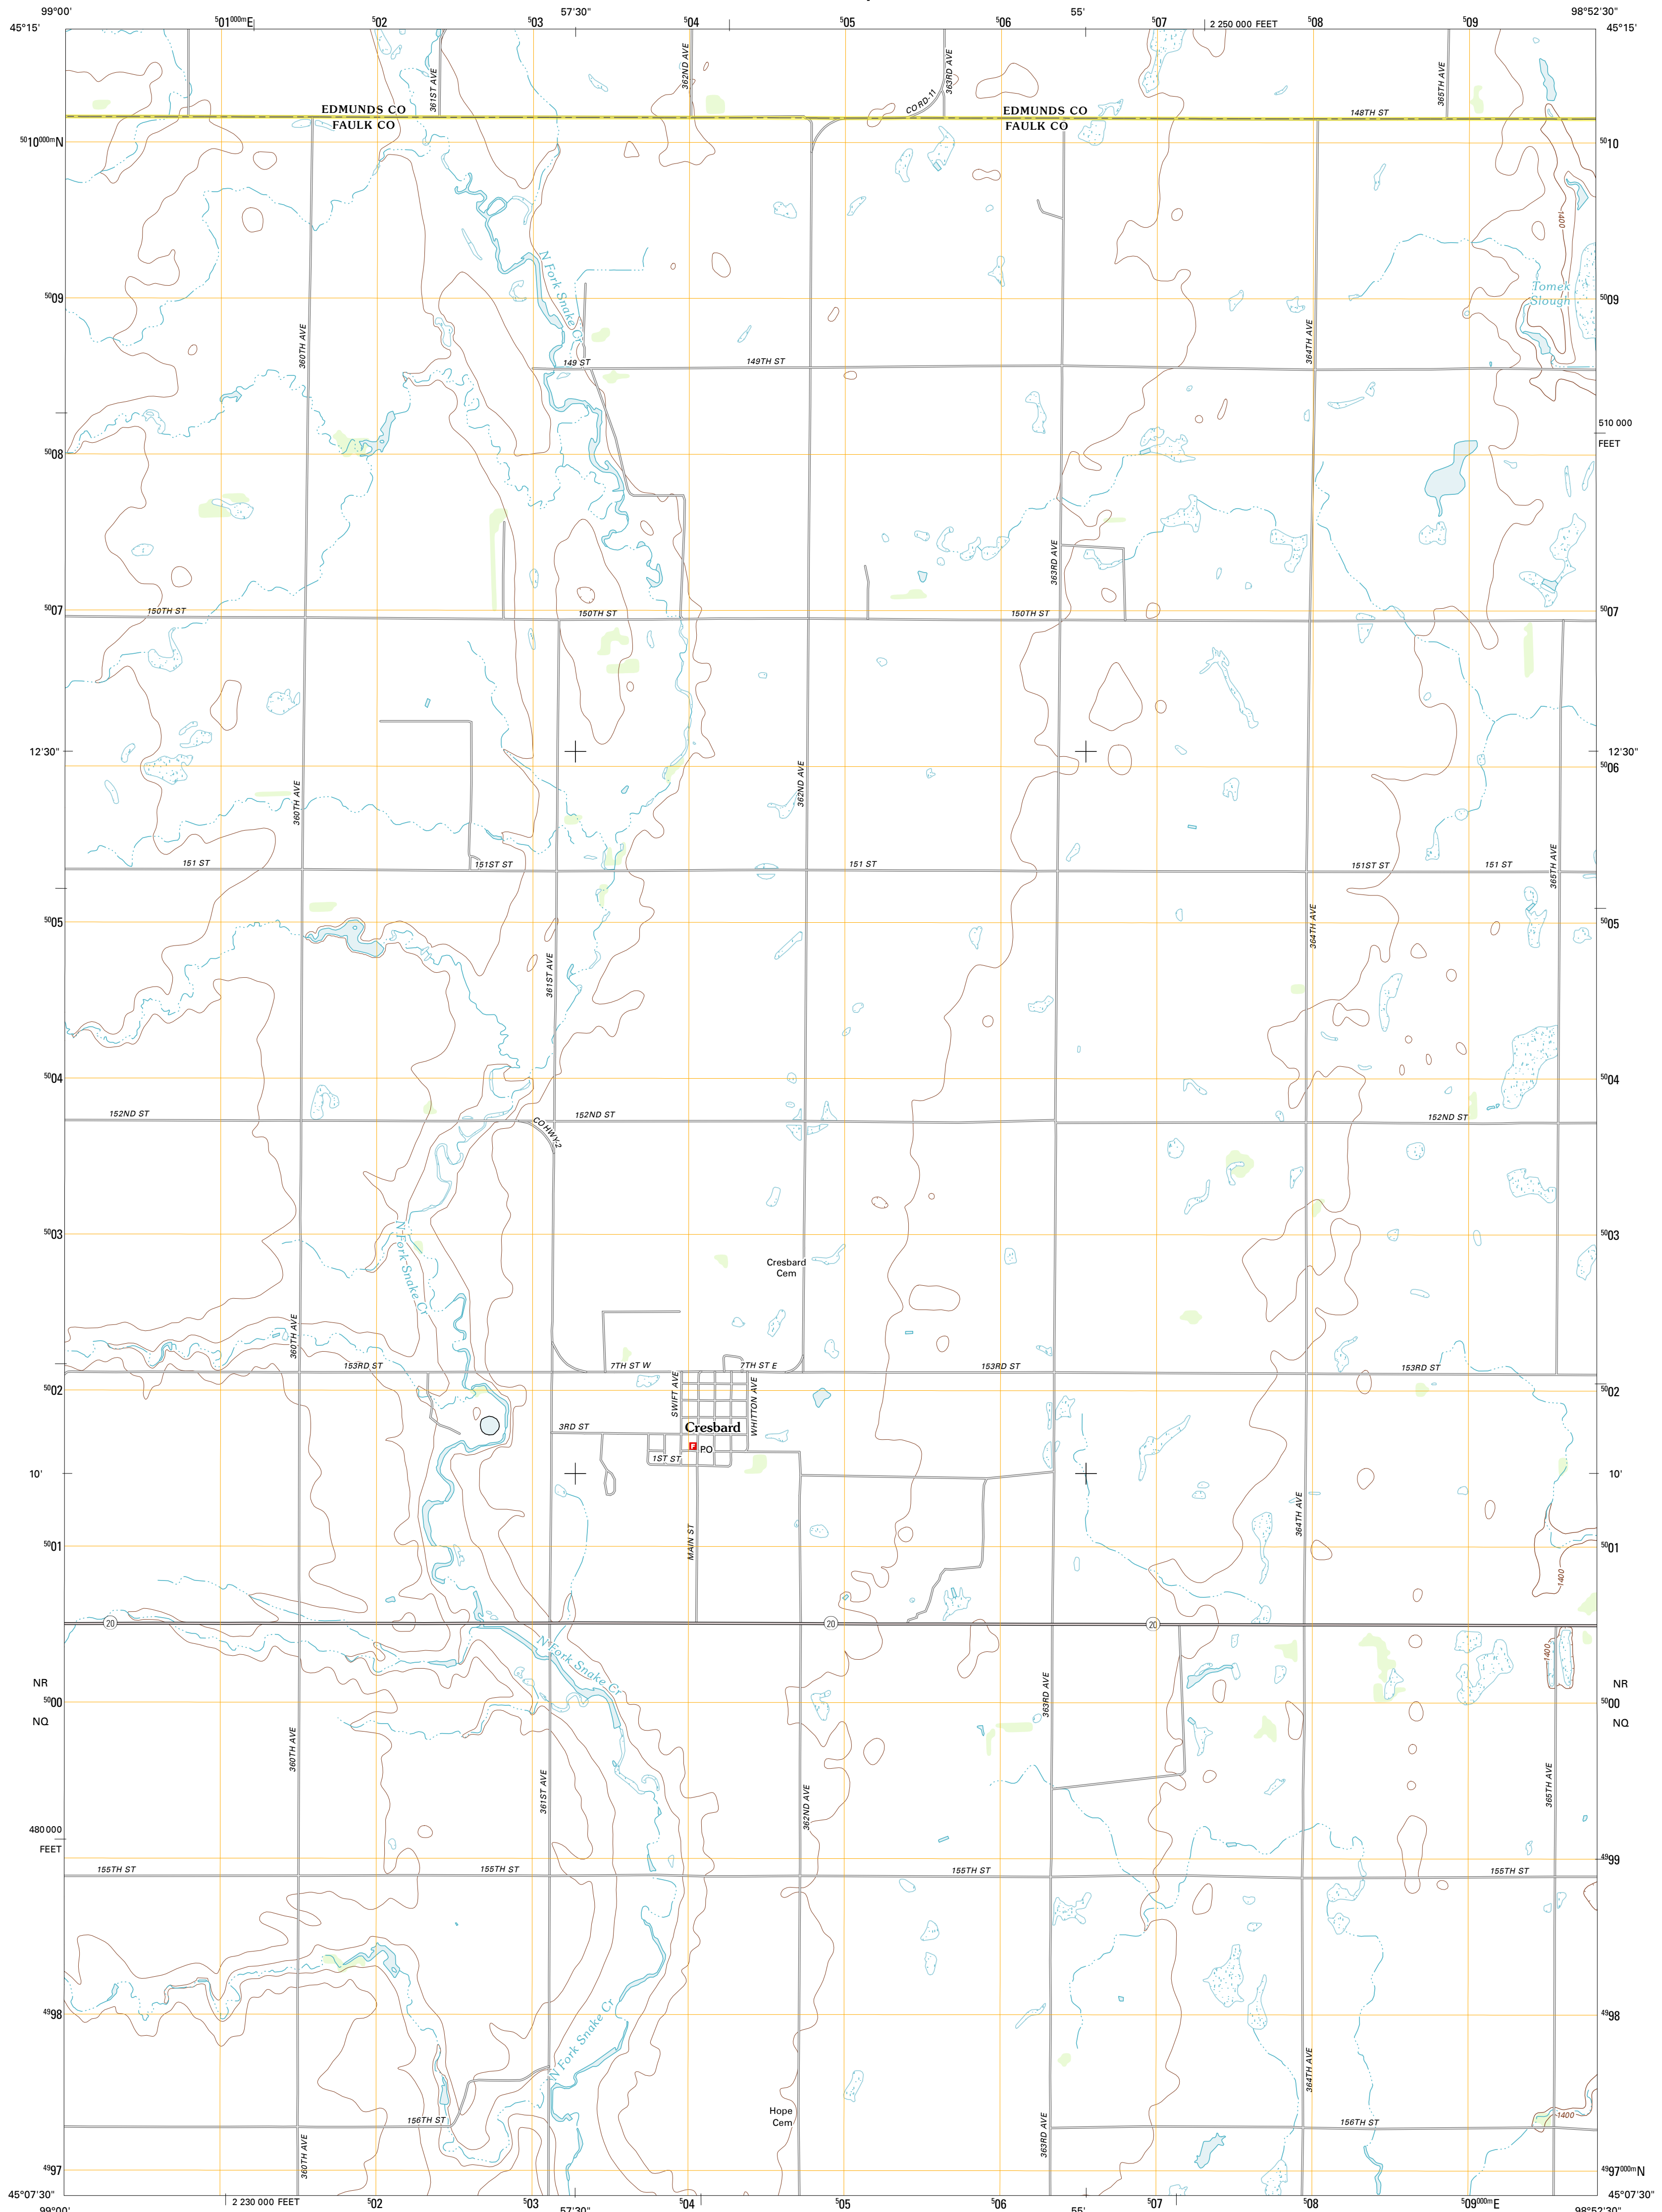 99°00'
501000mE
502
503
57'30"
504
505
506
55'
507
2 250 000 FEET
508
509
98°52'30"
45°15'
45°15'
361ST AVE
362ND AVE
363RD AVE
365TH AVE
CO RD-11
EDMUNDS CO
FAULK CO
EDMUNDS CO
FAULK CO
148TH ST
5010000mN
5010
1400
N Fork Snake Cr
Tomek
Slough
5009
5009
360TH AVE
364TH AVE
149 ST
149TH ST
510 000
FEET
5008
5008
363RD AVE
5007
150TH ST
150TH ST
150TH ST
5007
12'30"
12'30"
5006
5006
360TH AVE
362ND AVE
151 ST
151ST ST
151 ST
151ST ST
151 ST
365TH AVE
5005
5005
364TH AVE
361ST AVE
5004
5004
152ND ST
152ND ST
152ND ST
CO HWY-2
5003
5003
N Fork Snake Cr
Cresbard
Cem
360TH AVE
153RD ST
7TH ST W
7TH ST E
153RD ST
153RD ST
5002
5002
SWIFT AVE
WHITTON AVE
3RD ST
Cresbard
F
PO
1ST ST
10'
10'
MAIN ST
364TH AVE
5001
5001
1400
20
20
20
N Fork Snake Cr
1400
NR
NR
5000
5000
NQ
NQ
363RD AVE
360TH AVE
361ST AVE
362ND AVE
365TH AVE
480 000
FEET
4999
155TH ST
155TH ST
155TH ST
155TH ST
4998
4998
N Fork Snake Cr
364TH AVE
Hope
Cem
156TH ST
156TH ST
1400
360TH AVE
363RD AVE
4997
4997000mN
45°07'30"
45°07'30"
99°00'
2 230 000 FEET
502
503
57'30"
504
505
506
55'
507
508
509000mE
98°52'30"